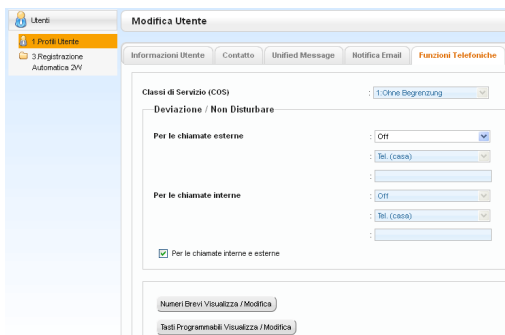 Utenti
1.Profili Utente
3.Registrazione
Automatica 2W
Modifica Utente
Informazioni Utente
Contatto
Unified Message
Notifica Email
Funzioni Telefoniche
Classi di Servizio (COS)
: 1:Ohne Begrenzung
Deviazione / Non Disturbare
Per le chiamate esterne
: Off
: Tel. (casa)
:
Per le chiamate interne
: Off
: Tel. (casa)
:
Per le chiamate interne e esterne
Numeri Brevi Visualizza / Modifica
Tasti Programmabili Visualizza / Modifica